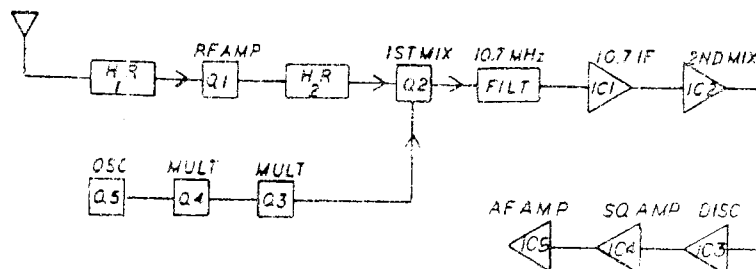 RF AMP 1ST MIX 10.7 MHz 10.7 IF 2ND MIX
H R 1 Q1 H R 2 Q2 FILT IC1 IC2
OSC MULT MULT
Q5 Q4 Q3
AF AMP SQ AMP DISC
IC5 IC4 IC3